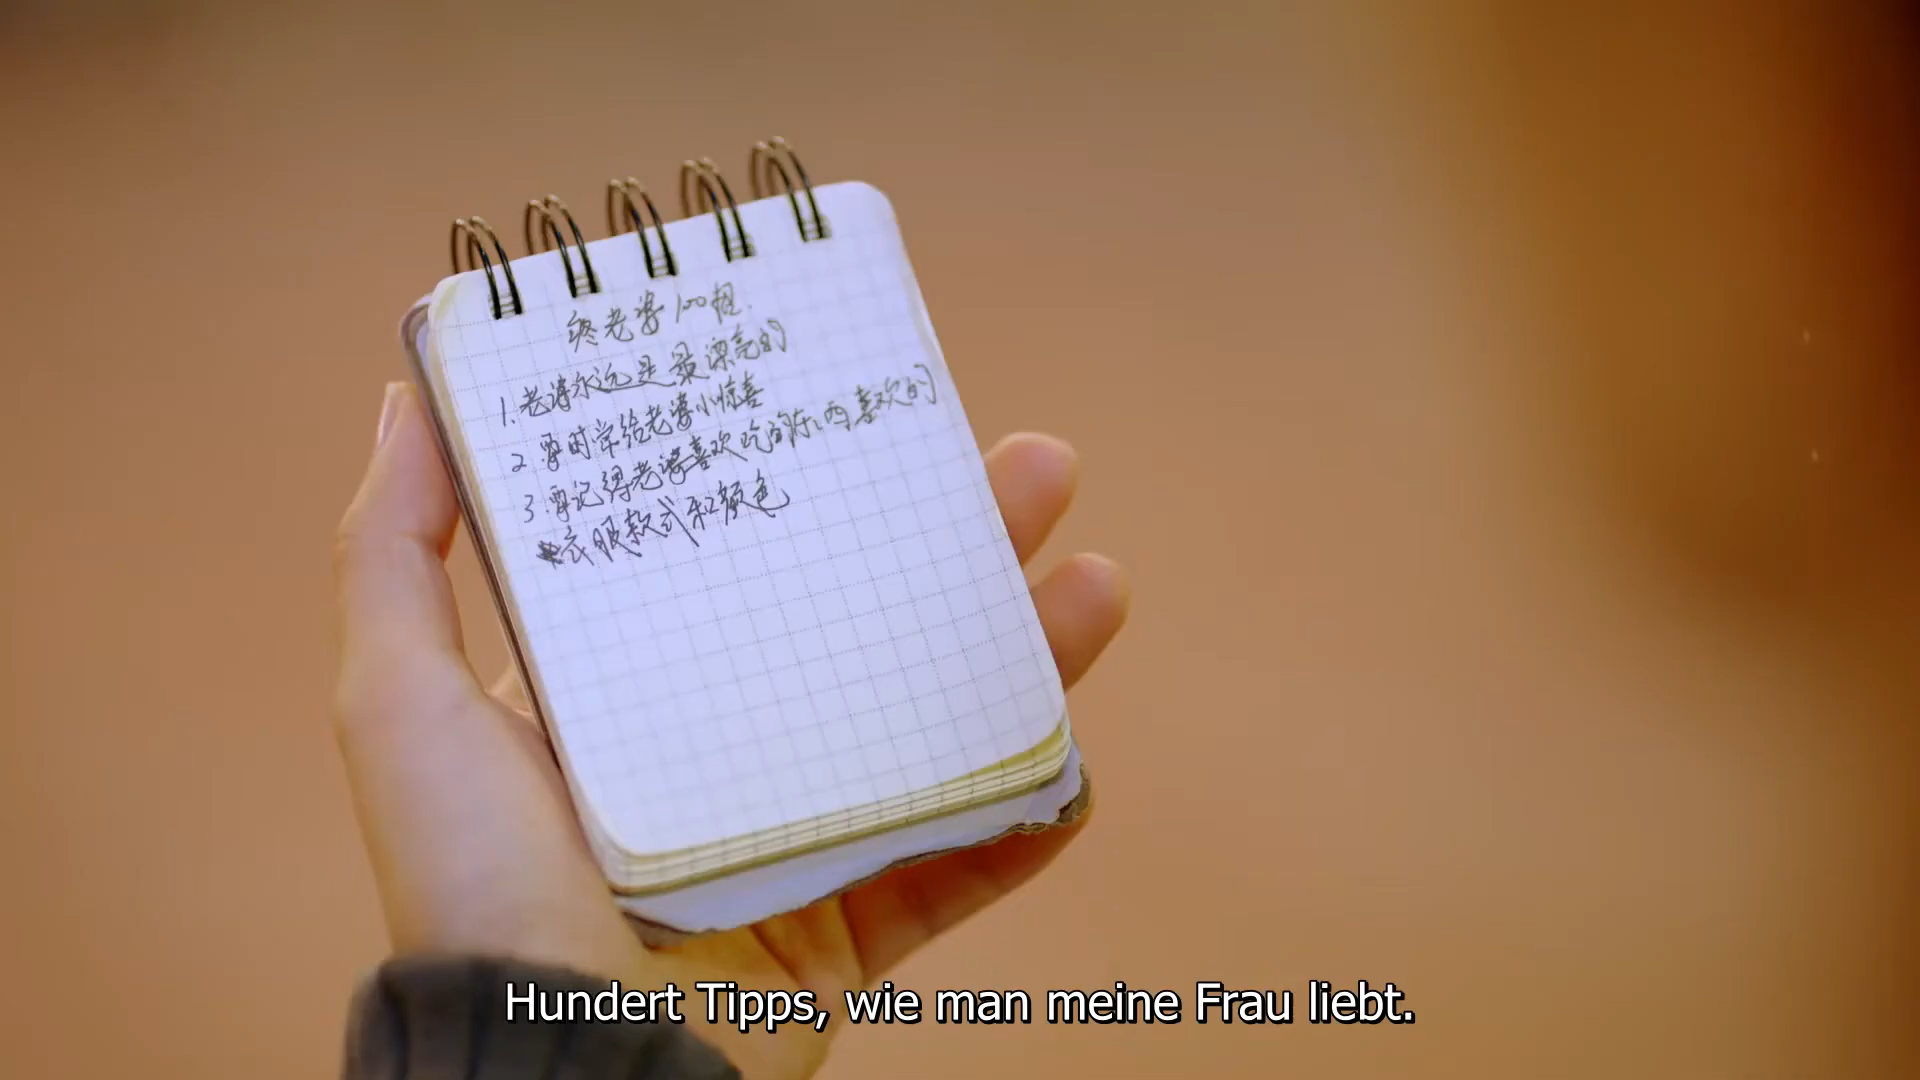 疼老婆100招.
1.老婆永远是最漂亮的
2.要时常给老婆小惊喜
3.要记得老婆喜欢吃的东西喜欢的
衣服款式和颜色
Hundert Tipps, wie man meine Frau liebt.